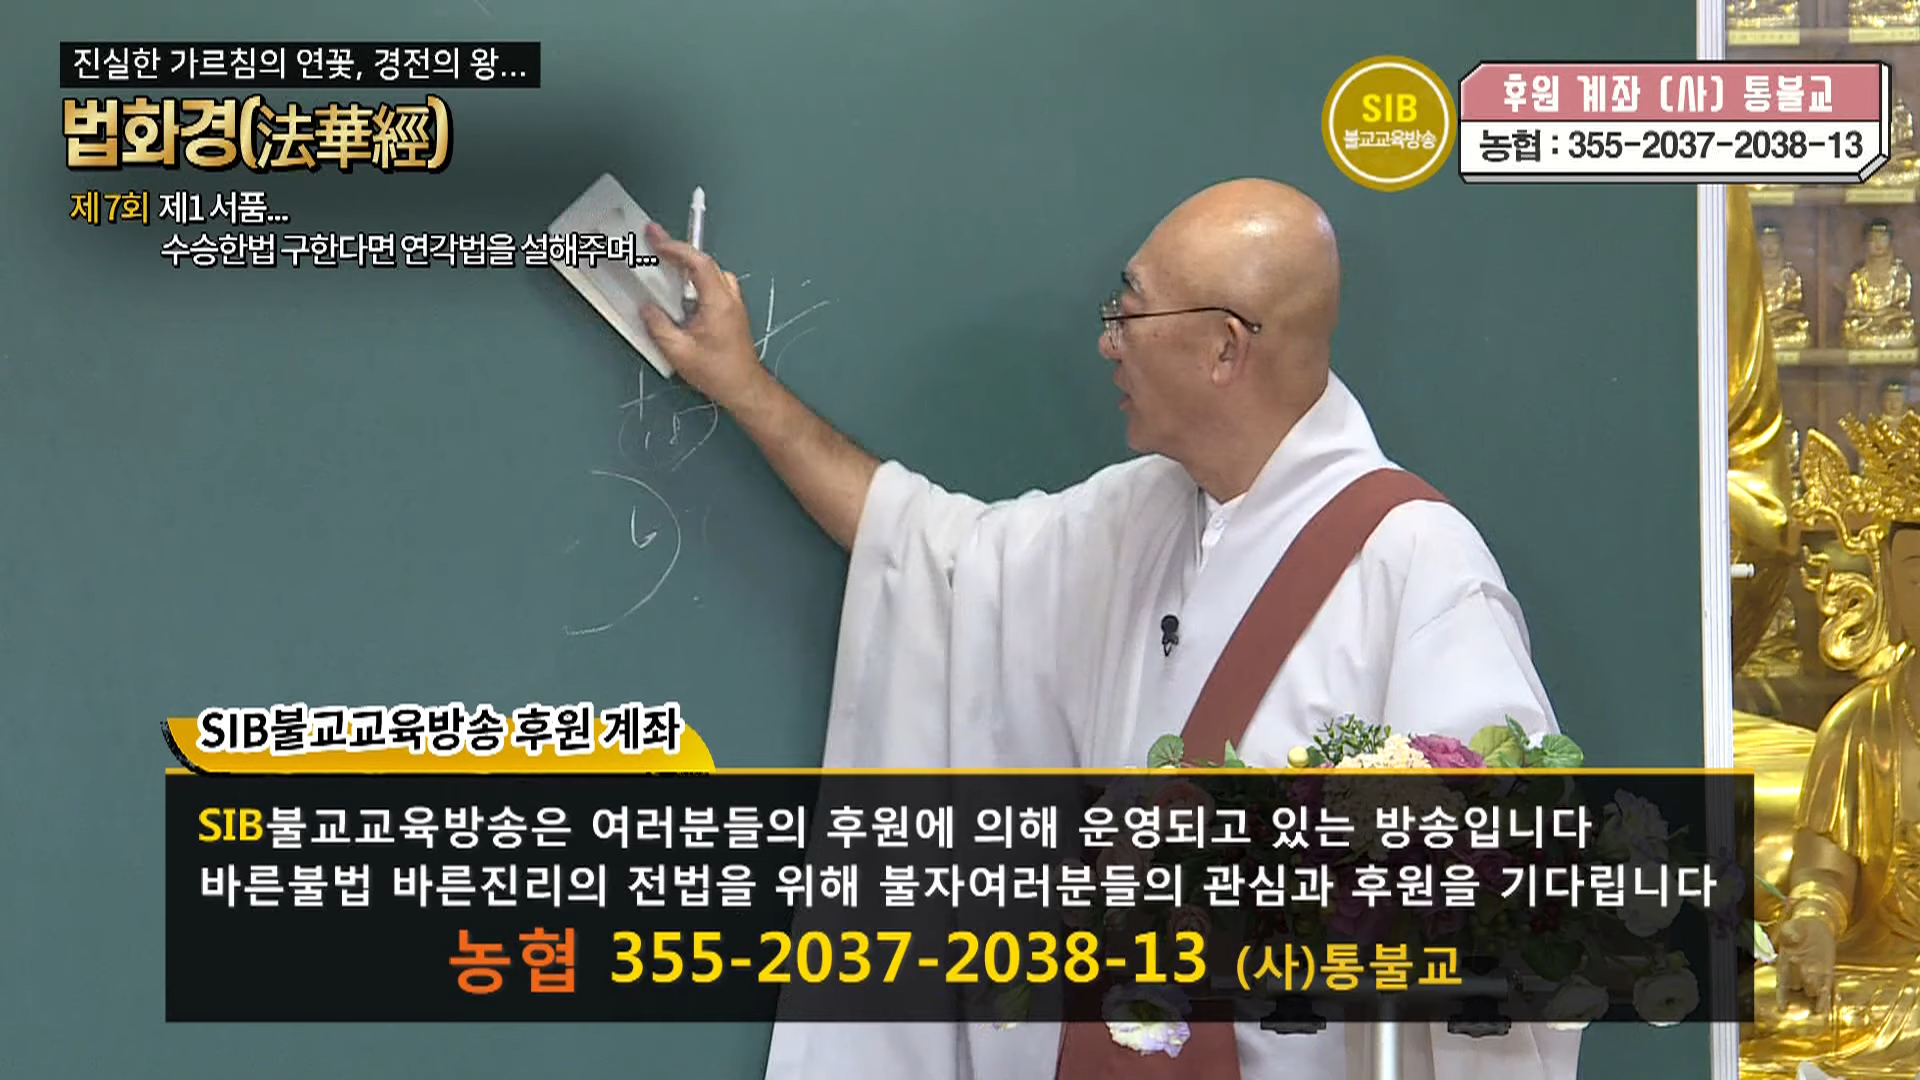 진실한 가르침의 연꽃, 경전의 왕...
법화경(法華經)
제7회 제1 서품...
수승한법 구한다면 연각법을 설해주며...
SIB
불교교육방송
후원 계좌 (사) 통불교
농협 : 355-2037-2038-13
SIB불교교육방송 후원 계좌
SIB불교교육방송은 여러분들의 후원에 의해 운영되고 있는 방송입니다
바른불법 바른진리의 전법을 위해 불자여러분들의 관심과 후원을 기다립니다
농협 355-2037-2038-13 (사)통불교